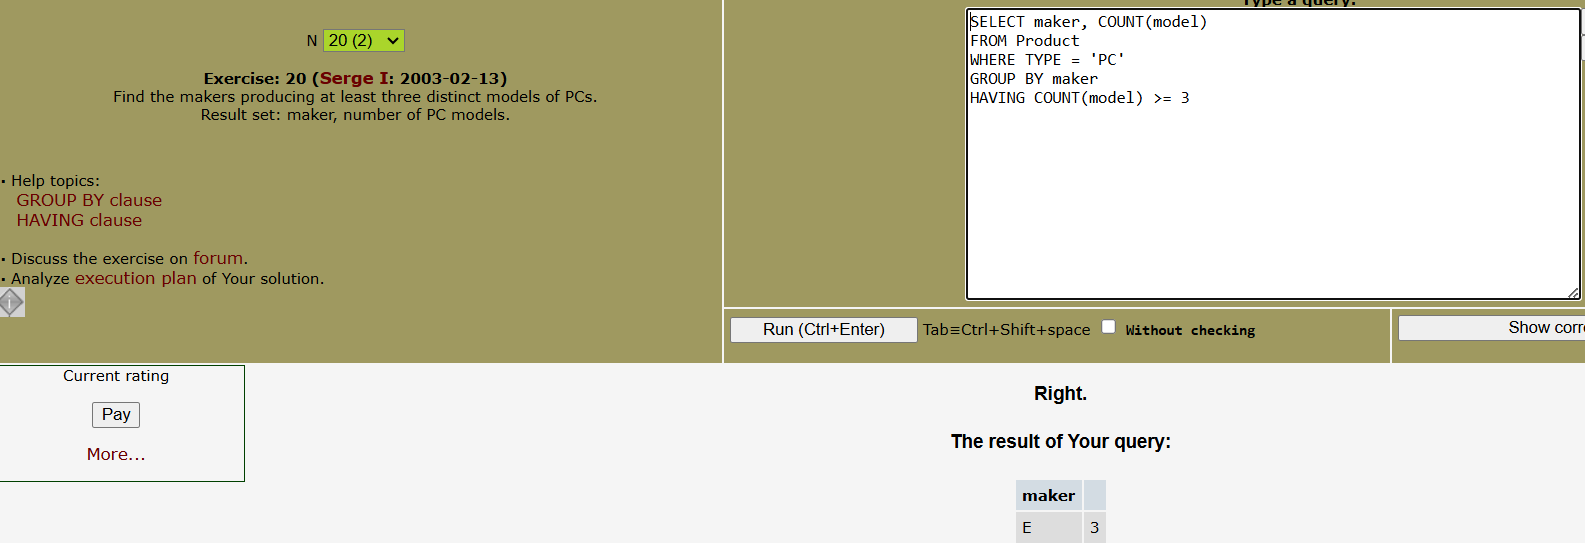 N 20 (2)
Exercise: 20 (Serge I: 2003-02-13)
Find the makers producing at least three distinct models of PCs.
Result set: maker, number of PC models.
· Help topics:
GROUP BY clause
HAVING clause
· Discuss the exercise on forum.
· Analyze execution plan of Your solution.
Type a query:
SELECT maker, COUNT(model)
FROM Product
WHERE TYPE = 'PC'
GROUP BY maker
HAVING COUNT(model) >= 3
Run (Ctrl+Enter) Tab≡Ctrl+Shift+space Without checking
Show corr
Current rating
Pay
More...
Right.
The result of Your query:
maker
E 3